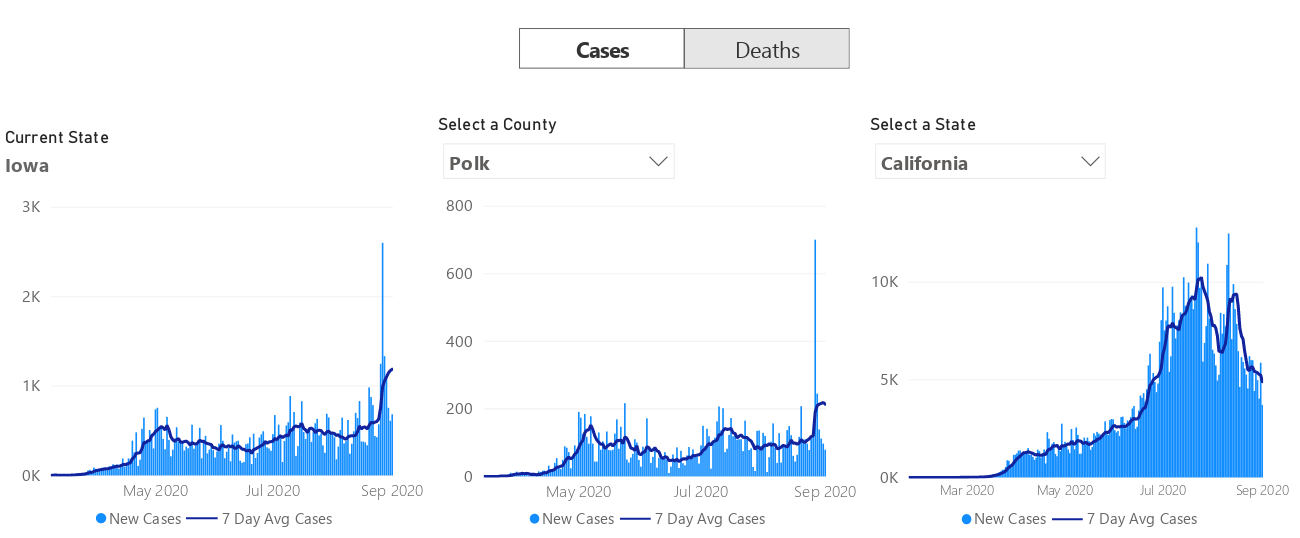 Cases Deaths
Current State
Iowa
3K
2K
1K
0K
May 2020 Jul 2020 Sep 2020
New Cases 7 Day Avg Cases
Select a County
Polk
800
600
400
200
0
May 2020 Jul 2020 Sep 2020
New Cases 7 Day Avg Cases
Select a State
California
10K
5K
0K
Mar 2020 May 2020 Jul 2020 Sep 2020
New Cases 7 Day Avg Cases